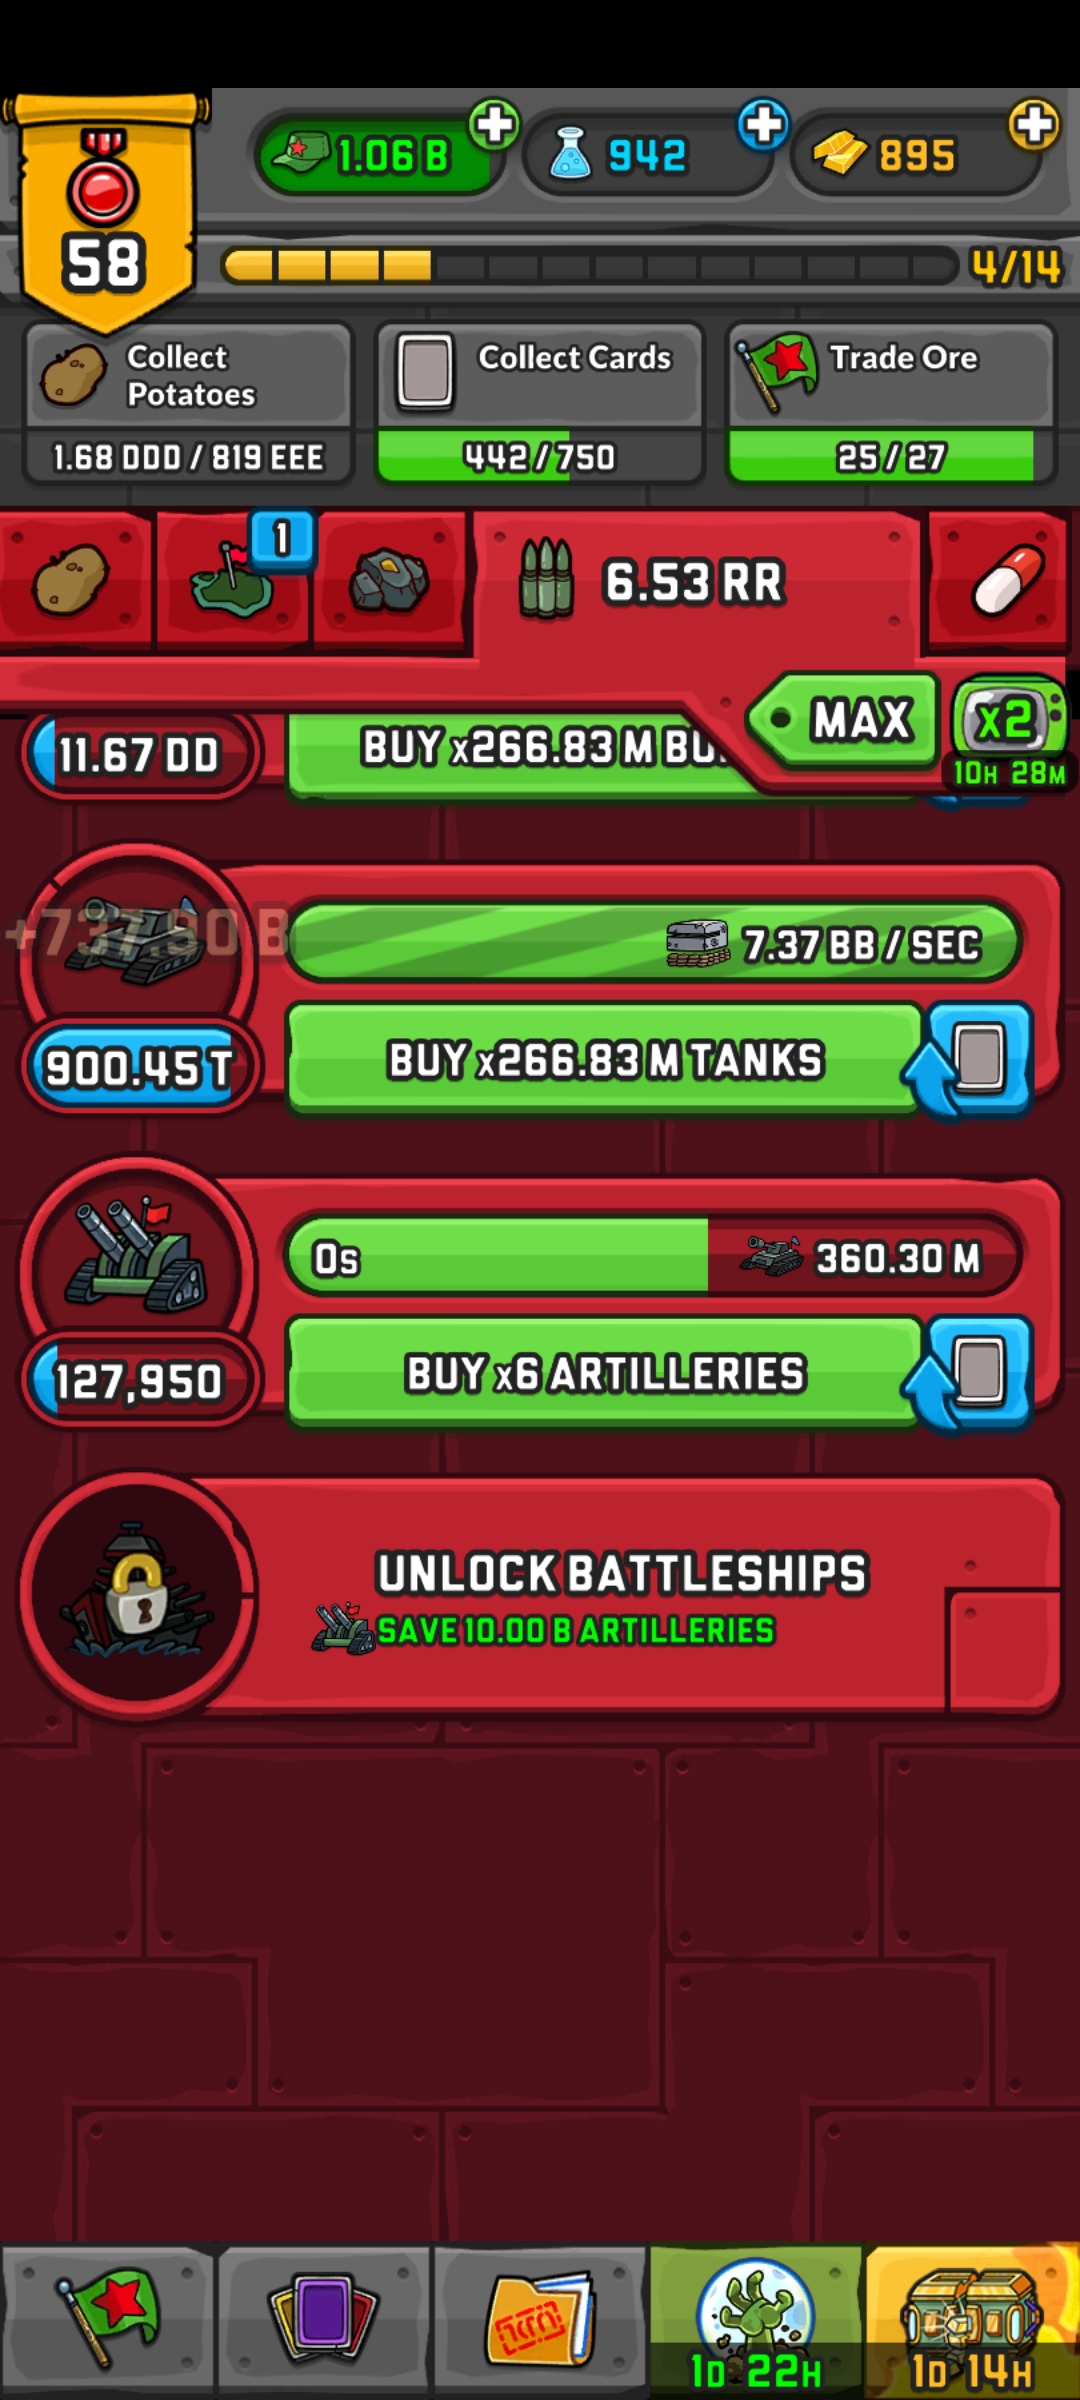 1.06 B
942
895
58
4/14
Collect
Potatoes
Collect Cards
Trade Ore
1.68 DDD / 819 EEE
442/750
25/27
1
6.53 RR
MAX
x2
10H 28M
11.67 DD
BUY x266.83 M BU
+737.90 B
7.37 BB / SEC
900.45 T
BUY x266.83 M TANKS
0s
360.30 M
127,950
BUY x6 ARTILLERIES
UNLOCK BATTLESHIPS
SAVE 10.00 B ARTILLERIES
1D 22H
1D 14H